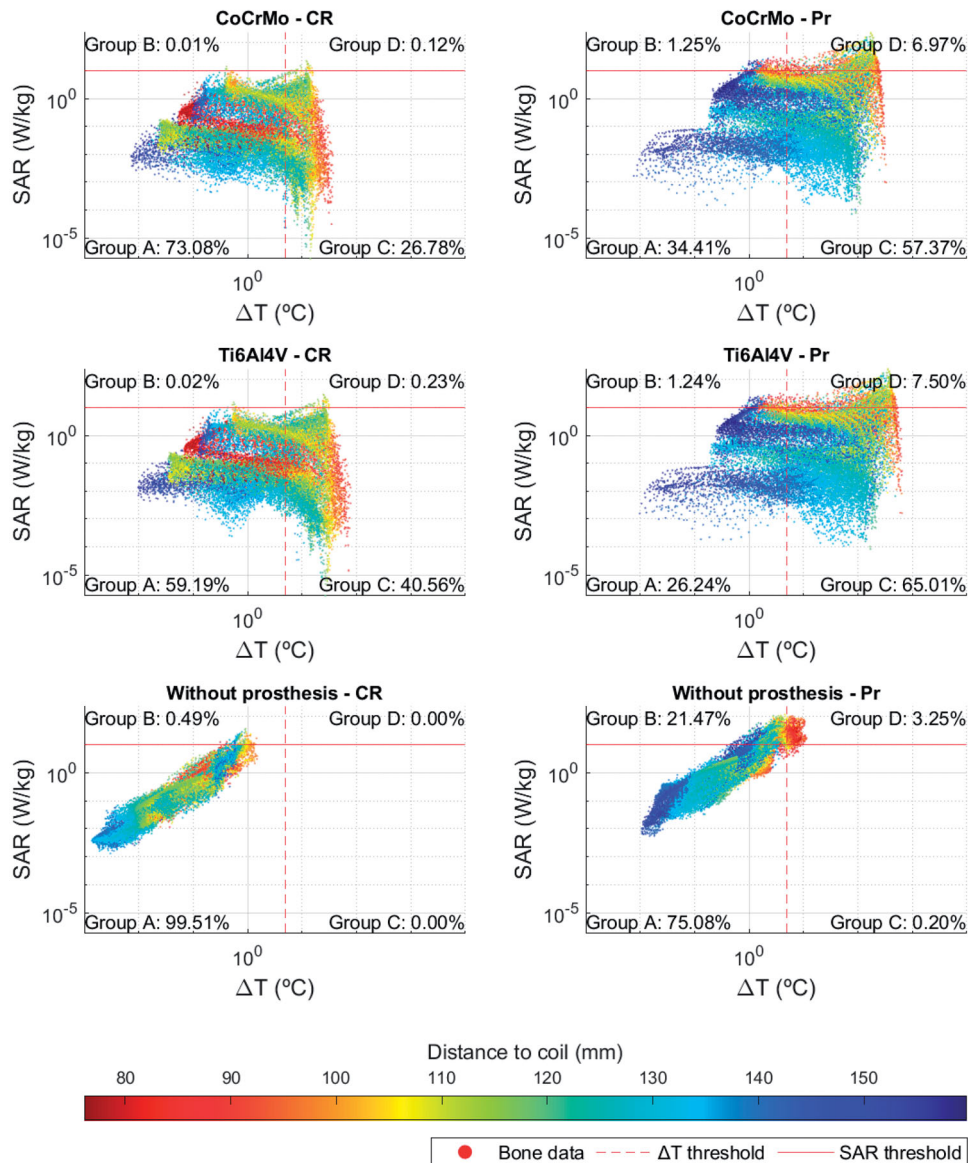 CoCrMo - CR
Group B: 0.01% Group D: 0.12%
SAR (W/kg)
10^0
10^-5
Group A: 73.08% Group C: 26.78%
10^0
ΔT (ºC)
CoCrMo - Pr
Group B: 1.25% Group D: 6.97%
SAR (W/kg)
10^0
10^-5
Group A: 34.41% Group C: 57.37%
10^0
ΔT (ºC)
Ti6Al4V - CR
Group B: 0.02% Group D: 0.23%
SAR (W/kg)
10^0
10^-5
Group A: 59.19% Group C: 40.56%
10^0
ΔT (ºC)
Ti6Al4V - Pr
Group B: 1.24% Group D: 7.50%
SAR (W/kg)
10^0
10^-5
Group A: 26.24% Group C: 65.01%
10^0
ΔT (ºC)
Without prosthesis - CR
Group B: 0.49% Group D: 0.00%
SAR (W/kg)
10^0
10^-5
Group A: 99.51% Group C: 0.00%
10^0
ΔT (ºC)
Without prosthesis - Pr
Group B: 21.47% Group D: 3.25%
SAR (W/kg)
10^0
10^-5
Group A: 75.08% Group C: 0.20%
10^0
ΔT (ºC)
Distance to coil (mm)
80 90 100 110 120 130 140 150
Bone data ΔT threshold SAR threshold